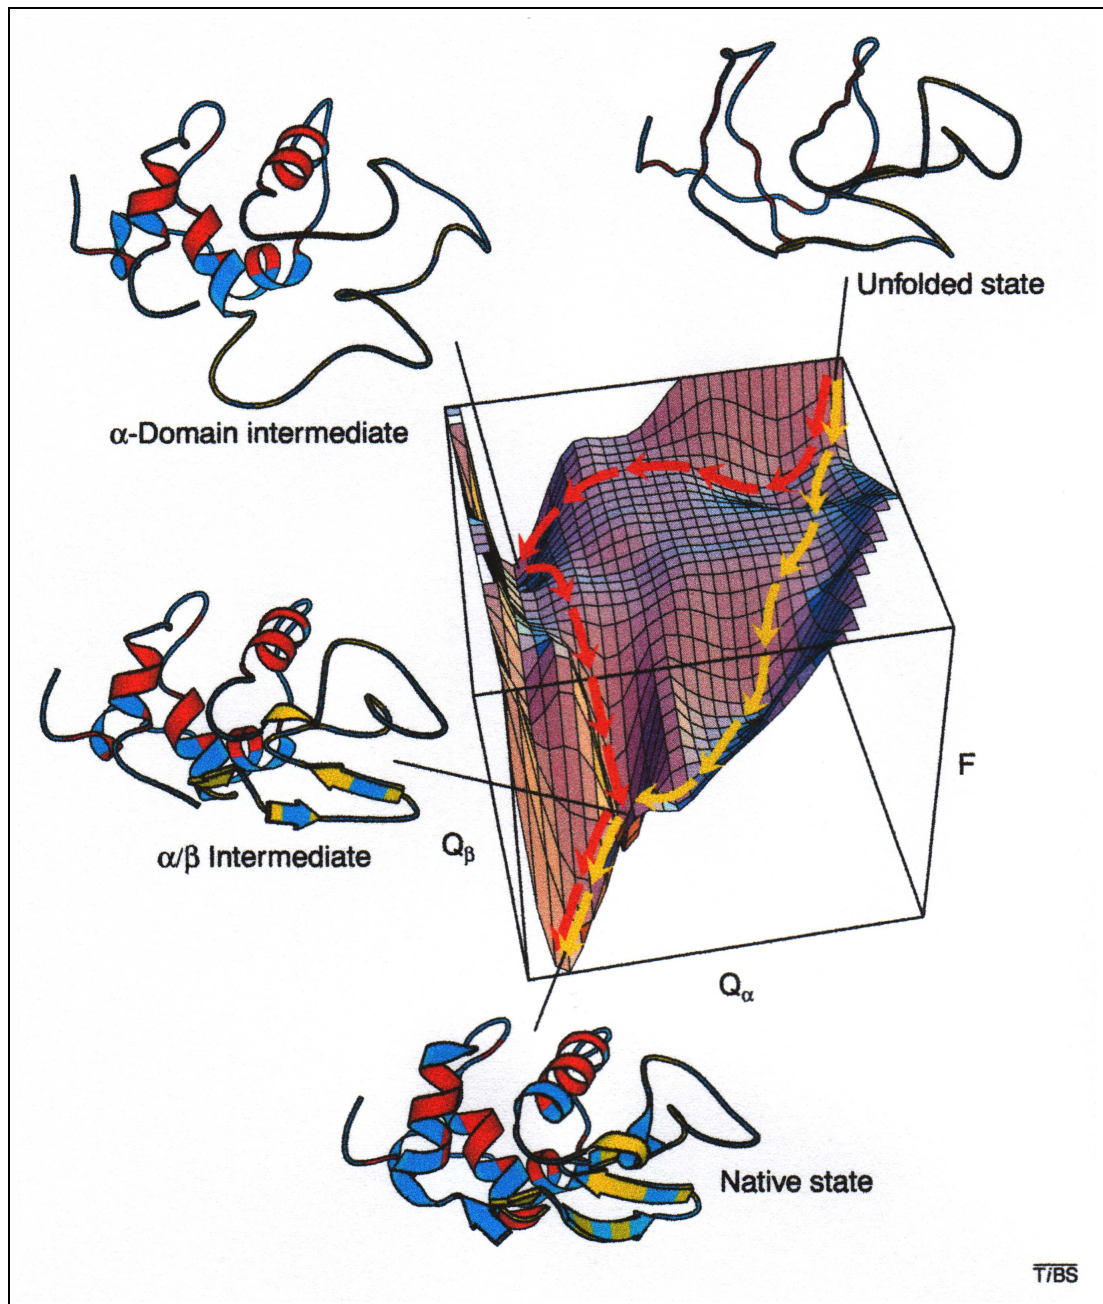 Unfolded state
α-Domain intermediate
F
Qβ
α/β Intermediate
Qα
Native state
TiBS